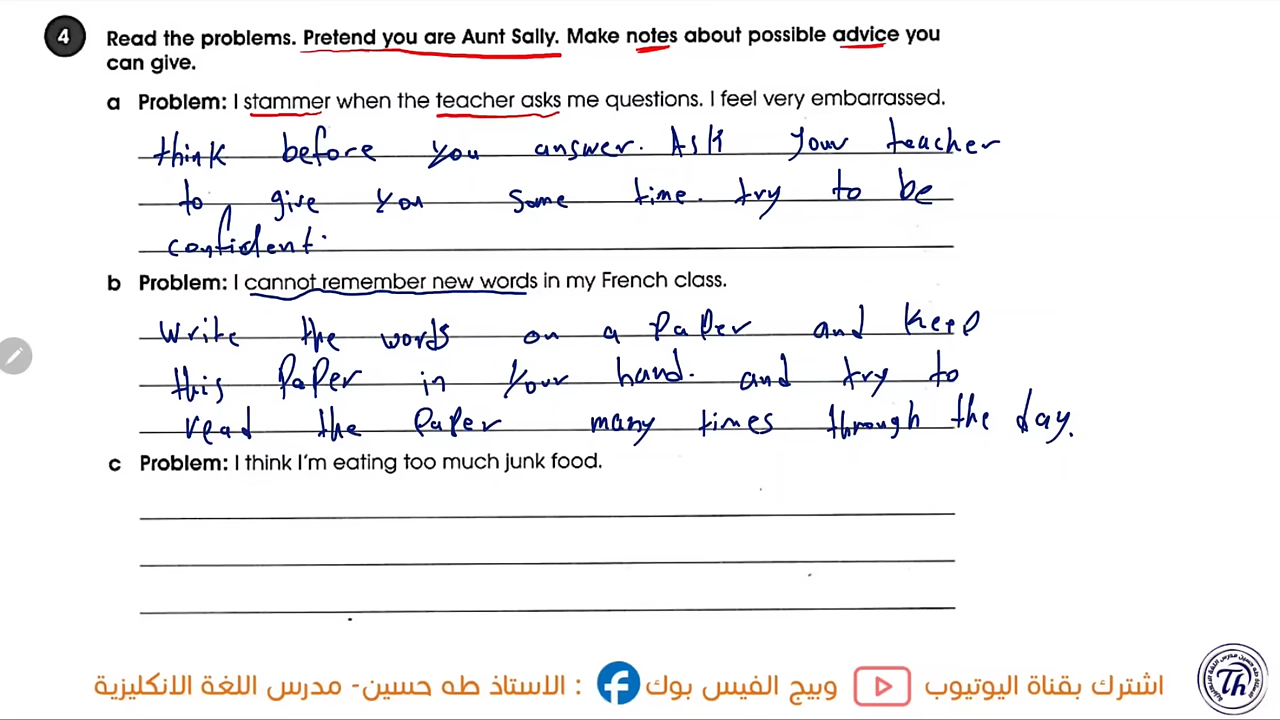 4 Read the problems. Pretend you are Aunt Sally. Make notes about possible advice you
can give.
a Problem: I stammer when the teacher asks me questions. I feel very embarrassed.
think before you answer. Ask your teacher
to give you some time. try to be
confident.
b Problem: I cannot remember new words in my French class.
Write the words on a paper and keep
this paper in your hand. and try to
read the paper many times through the day.
c Problem: I think I'm eating too much junk food.
اشترك بقناة اليوتيوب وبيج الفيس بوك : الاستاذ طه حسين- مدرس اللغة الانكليزية
Th